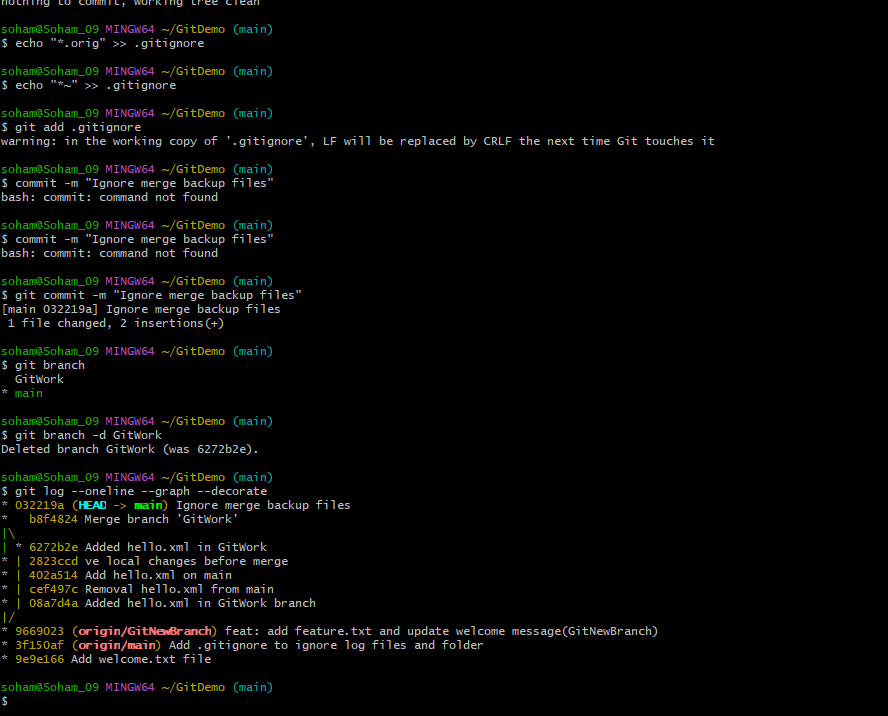 nothing to commit, working tree clean
soham@Soham_09 MINGW64 ~/GitDemo (main)
$ echo "*.orig" >> .gitignore
soham@Soham_09 MINGW64 ~/GitDemo (main)
$ echo "*~" >> .gitignore
soham@Soham_09 MINGW64 ~/GitDemo (main)
$ git add .gitignore
warning: in the working copy of '.gitignore', LF will be replaced by CRLF the next time Git touches it
soham@Soham_09 MINGW64 ~/GitDemo (main)
$ commit -m "Ignore merge backup files"
bash: commit: command not found
soham@Soham_09 MINGW64 ~/GitDemo (main)
$ commit -m "Ignore merge backup files"
bash: commit: command not found
soham@Soham_09 MINGW64 ~/GitDemo (main)
$ git commit -m "Ignore merge backup files"
[main 032219a] Ignore merge backup files
 1 file changed, 2 insertions(+)
soham@Soham_09 MINGW64 ~/GitDemo (main)
$ git branch
  GitWork
* main
soham@Soham_09 MINGW64 ~/GitDemo (main)
$ git branch -d GitWork
Deleted branch GitWork (was 6272b2e).
soham@Soham_09 MINGW64 ~/GitDemo (main)
$ git log --oneline --graph --decorate
* 032219a (HEAD -> main) Ignore merge backup files
*   b8f4824 Merge branch 'GitWork'
|\
| * 6272b2e Added hello.xml in GitWork
* | 2823ccd ve local changes before merge
* | 402a514 Add hello.xml on main
* | cef497c Removal hello.xml from main
* | 08a7d4a Added hello.xml in GitWork branch
|/
* 9669023 (origin/GitNewBranch) feat: add feature.txt and update welcome message(GitNewBranch)
* 3f150af (origin/main) Add .gitignore to ignore log files and folder
* 9e9e166 Add welcome.txt file
soham@Soham_09 MINGW64 ~/GitDemo (main)
$